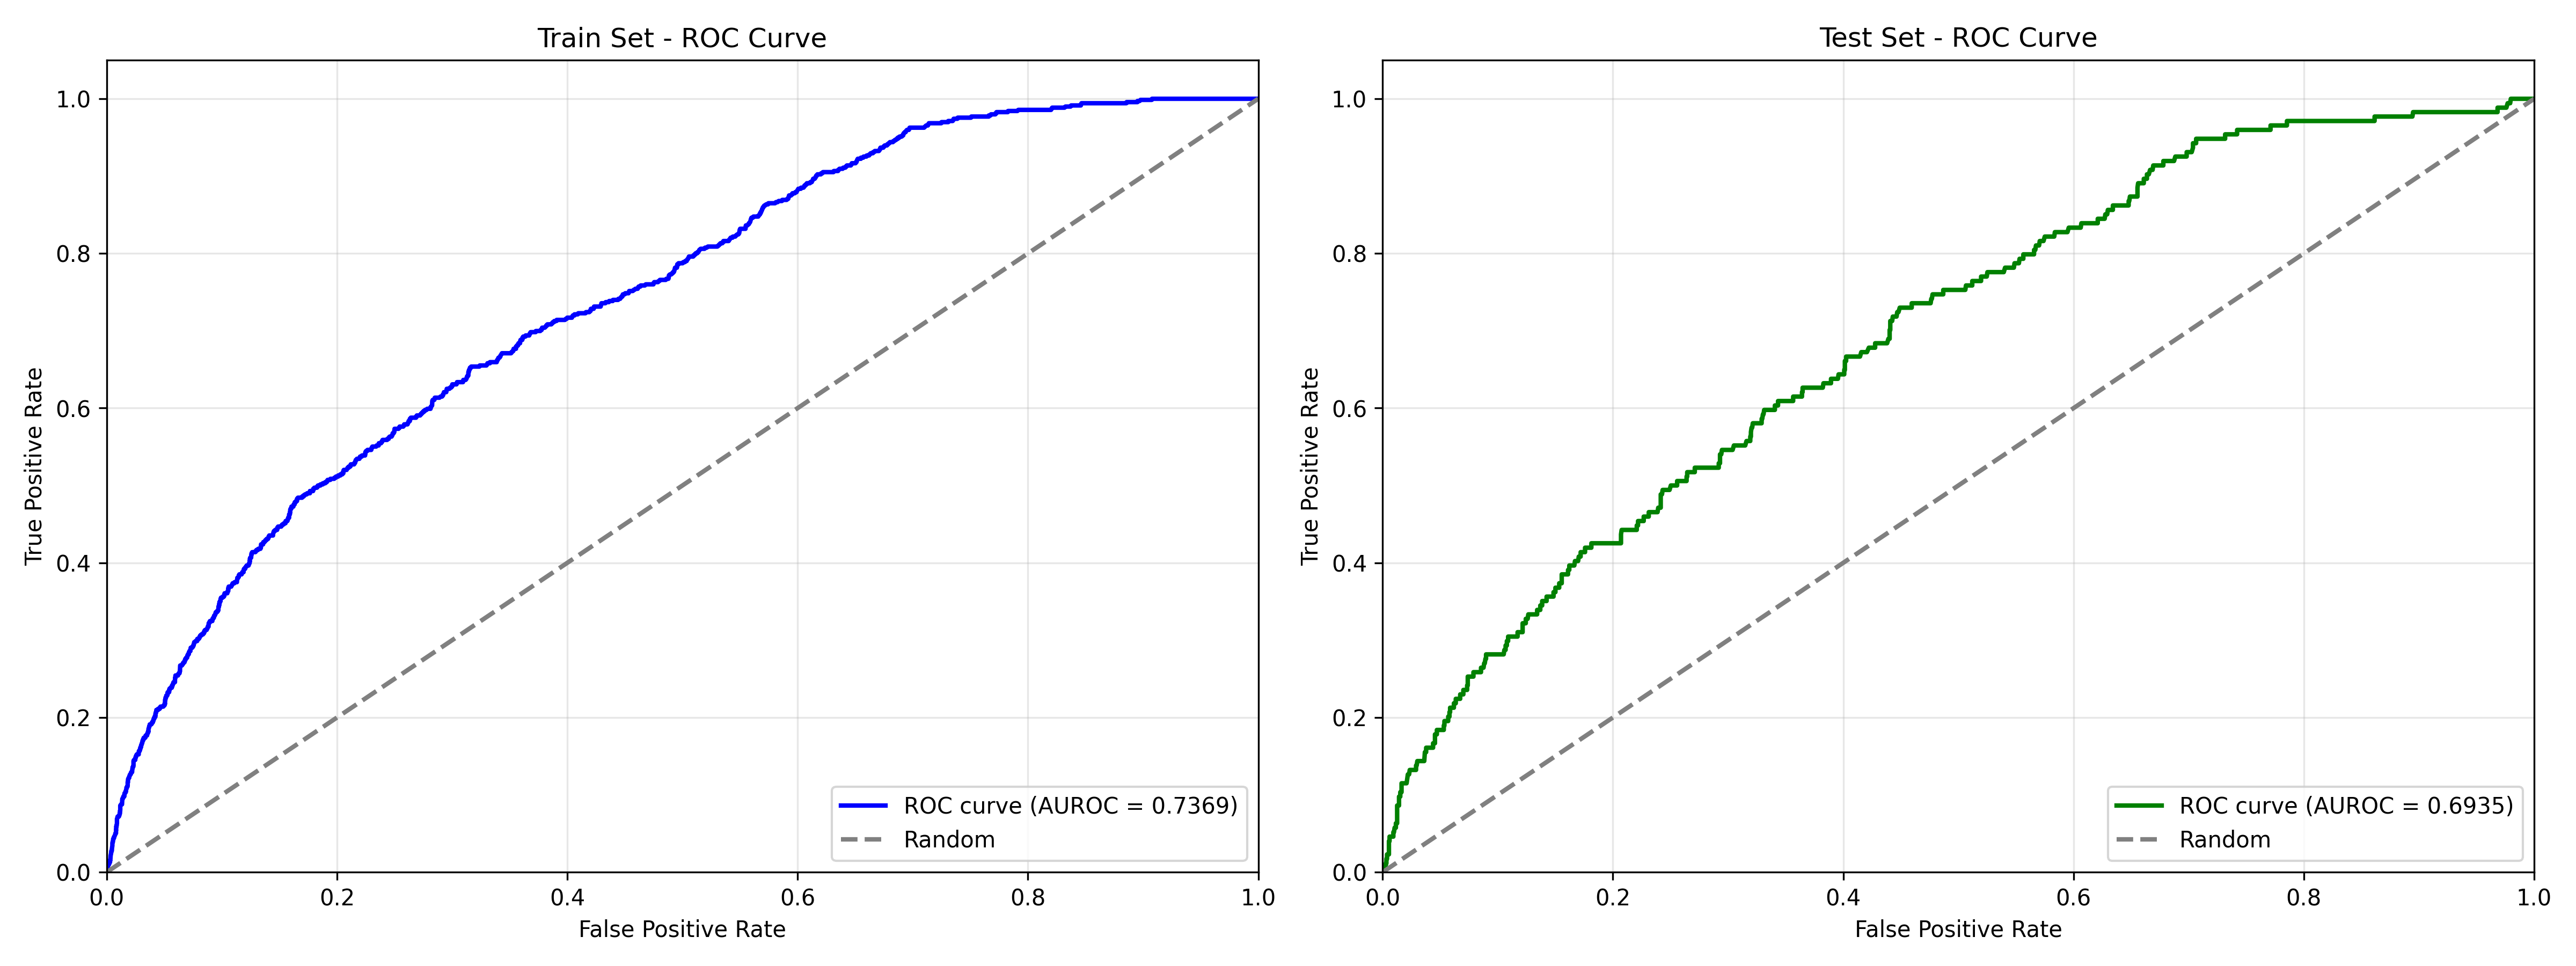 Train Set - ROC Curve
True Positive Rate
1.0
0.8
0.6
0.4
0.2
0.0
ROC curve (AUROC = 0.7369)
Random
0.0 0.2 0.4 0.6 0.8 1.0
False Positive Rate
Test Set - ROC Curve
True Positive Rate
1.0
0.8
0.6
0.4
0.2
0.0
ROC curve (AUROC = 0.6935)
Random
0.0 0.2 0.4 0.6 0.8 1.0
False Positive Rate